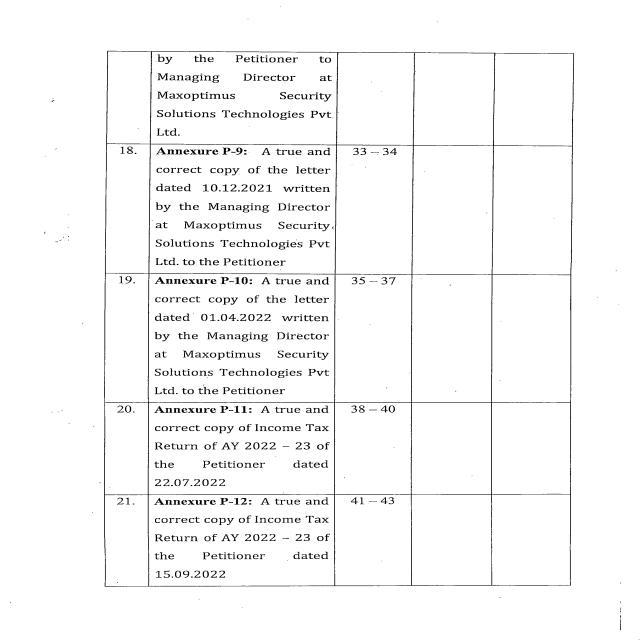 by the Petitioner to
Managing Director at
Maxoptimus Security
Solutions Technologies Pvt
Ltd.
18. Annexure P-9: A true and 33 – 34
correct copy of the letter
dated 10.12.2021 written
by the Managing Director
at Maxoptimus Security
Solutions Technologies Pvt
Ltd. to the Petitioner
19. Annexure P-10: A true and 35 – 37
correct copy of the letter
dated 01.04.2022 written
by the Managing Director
at Maxoptimus Security
Solutions Technologies Pvt
Ltd. to the Petitioner
20. Annexure P-11: A true and 38 – 40
correct copy of Income Tax
Return of AY 2022 – 23 of
the Petitioner dated
22.07.2022
21. Annexure P-12: A true and 41 – 43
correct copy of Income Tax
Return of AY 2022 – 23 of
the Petitioner dated
15.09.2022